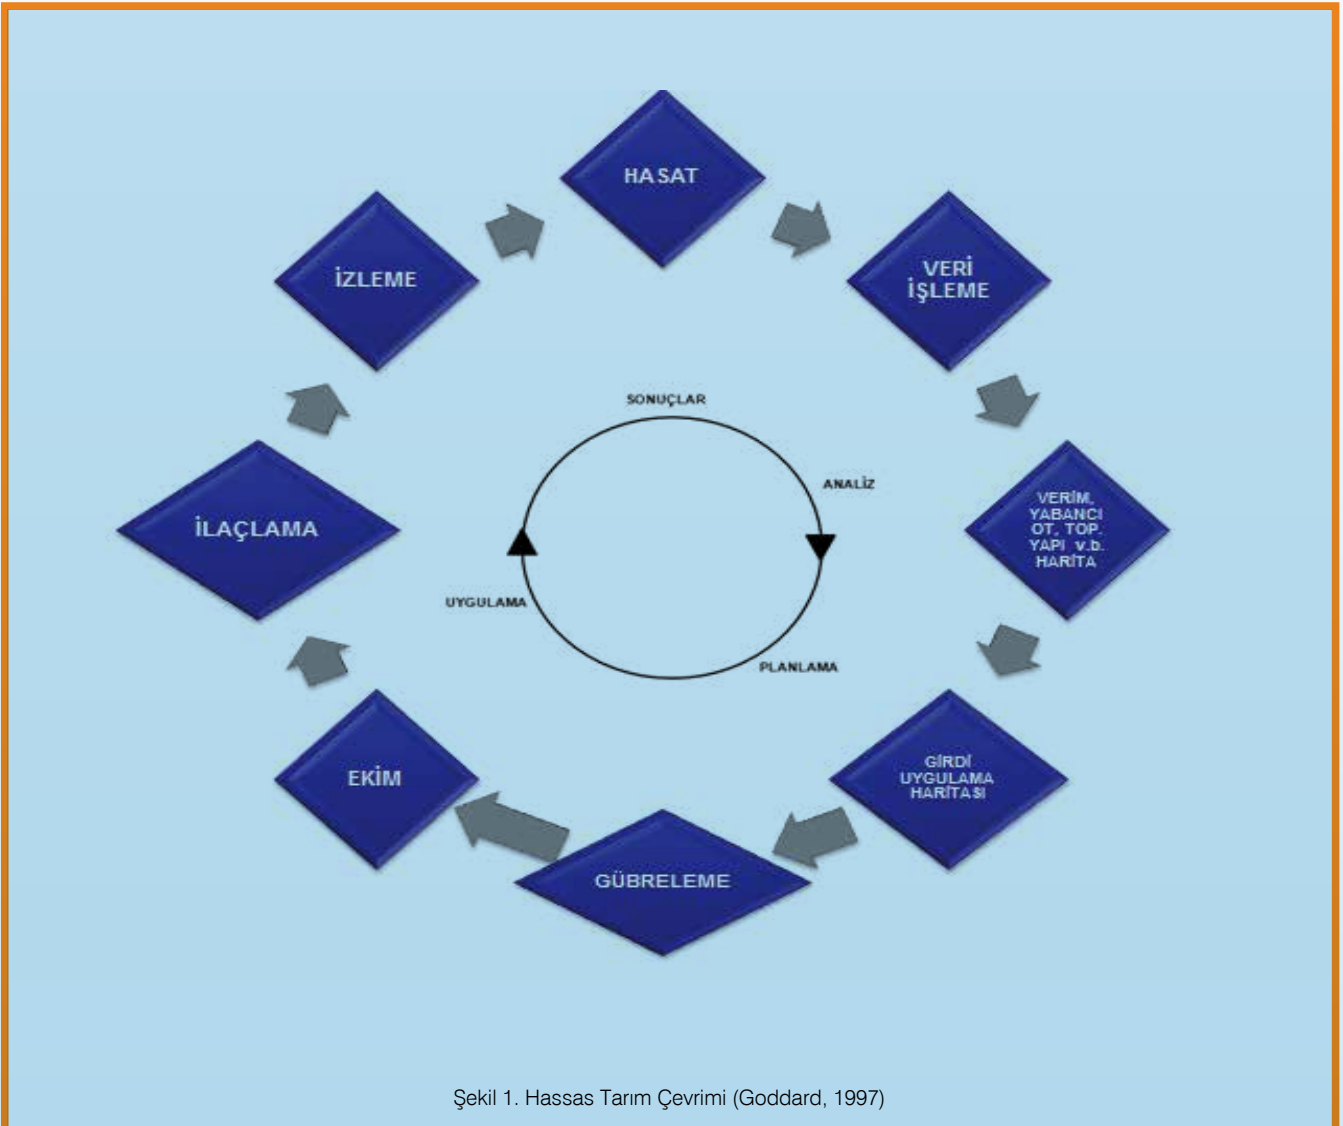 HASAT
VERİ
İŞLEME
VERİM,
YABANCI
OT, TOP.
YAPI v.b.
HARİTA
GİRDİ
UYGULAMA
HARİTASI
GÜBRELEME
EKİM
İLAÇLAMA
İZLEME
SONUÇLAR
ANALİZ
PLANLAMA
UYGULAMA
Şekil 1. Hassas Tarım Çevrimi (Goddard, 1997)